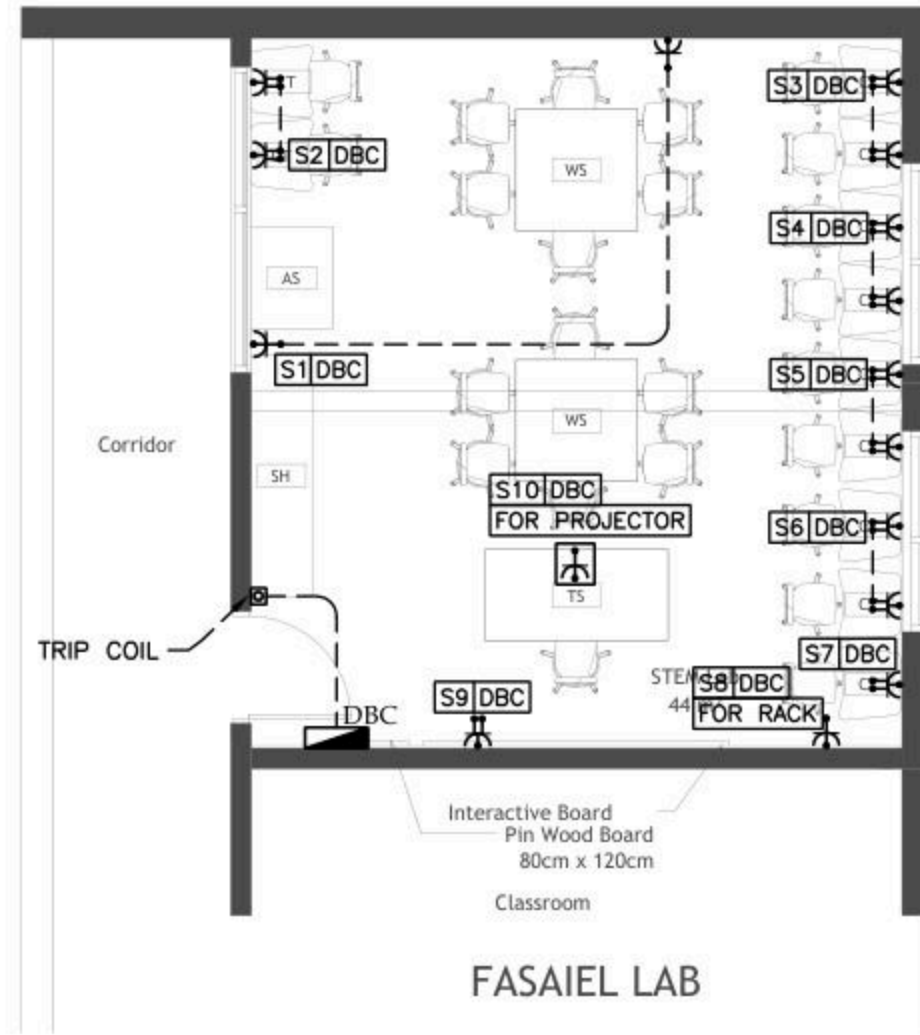 T
S3 DBC
S2 DBC
WS
S4 DBC
AS
S1 DBC
S5 DBC
WS
Corridor
SH
S10 DBC
FOR PROJECTOR
S6 DBC
TS
TRIP COIL
S7 DBC
STEM
S8 DBC
44
FOR RACK
S9 DBC
DBC
Interactive Board
Pin Wood Board
80cm x 120cm
Classroom
FASAIEL LAB